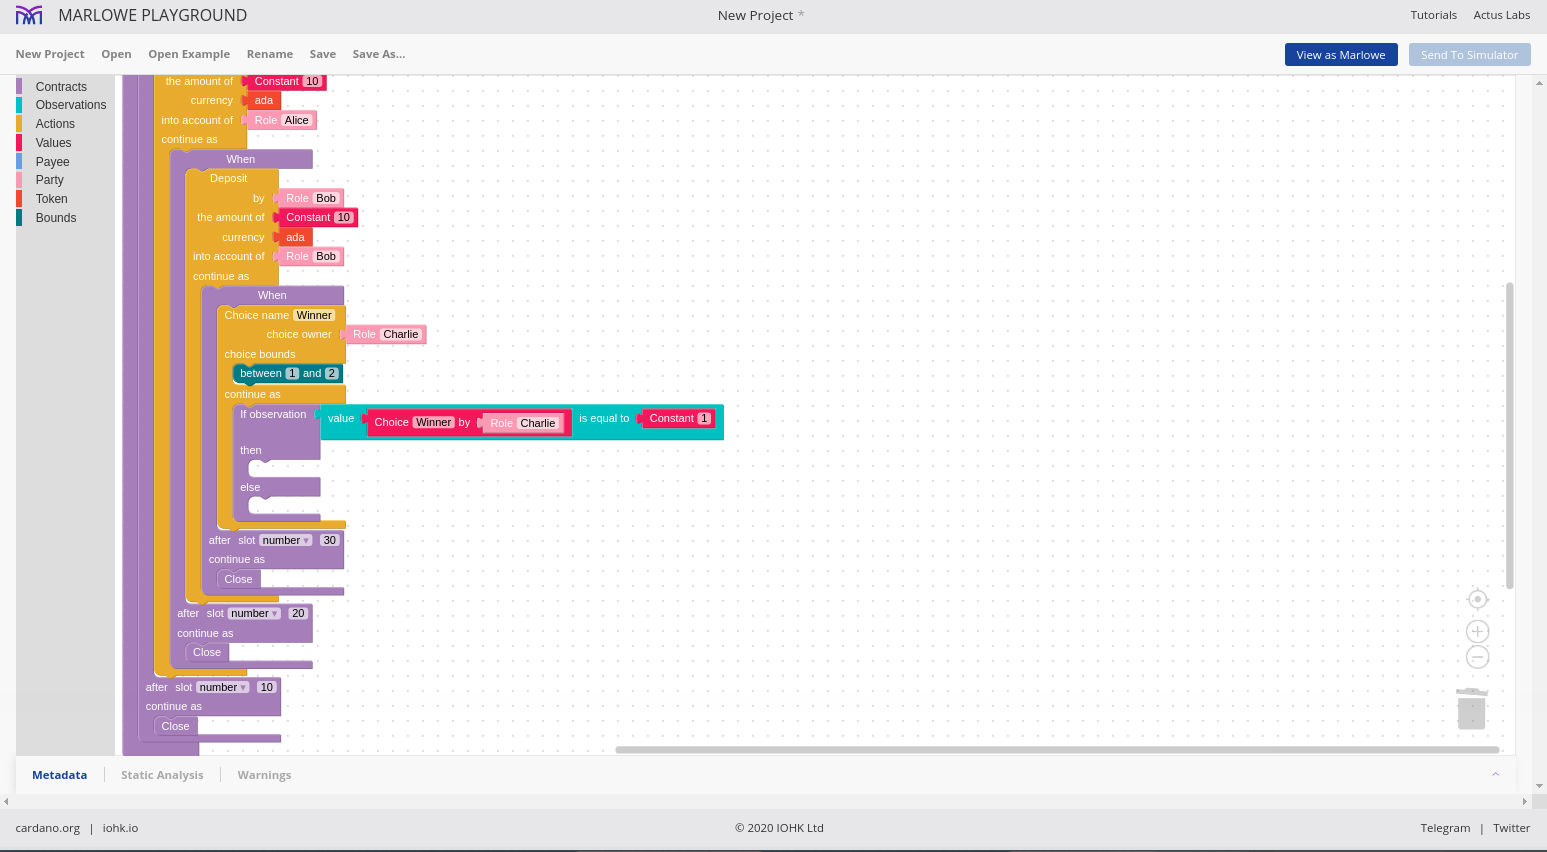 MARLOWE PLAYGROUND New Project * Tutorials Actus Labs
New Project Open Open Example Rename Save Save As... View as Marlowe Send To Simulator
Contracts
Observations
Actions
Values
Payee
Party
Token
Bounds
the amount of Constant 10
currency ada
into account of Role Alice
continue as
When
Deposit
by Role Bob
the amount of Constant 10
currency ada
into account of Role Bob
continue as
When
Choice name Winner
choice owner Role Charlie
choice bounds
between 1 and 2
continue as
If observation value Choice Winner by Role Charlie is equal to Constant 1
then
else
after slot number 30
continue as
Close
after slot number 20
continue as
Close
after slot number 10
continue as
Close
Metadata Static Analysis Warnings
cardano.org | iohk.io © 2020 IOHK Ltd Telegram | Twitter